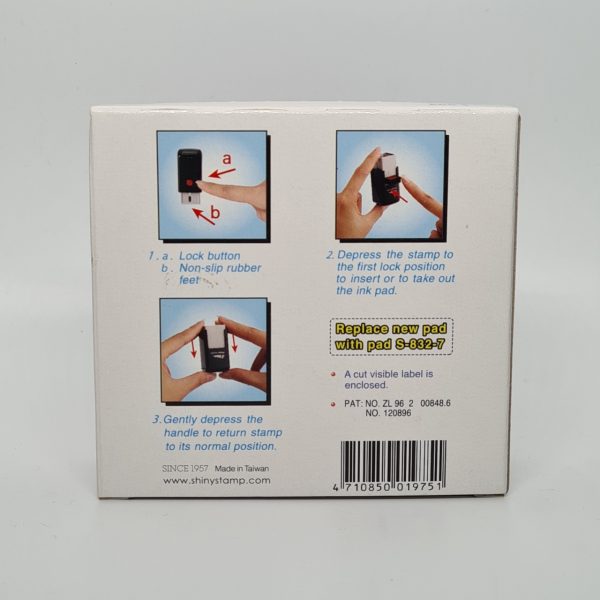 a
b
1. a. Lock button
b. Non-slip rubber
feet
2. Depress the stamp to
the first lock position
to insert or to take out
the ink pad.
3. Gently depress the
handle to return stamp
to its normal position.
Replace new pad
with pad S-832-7
• A cut visible label is
enclosed.
• PAT: NO. ZL 96 2 00848.6
NO. 120896
SINCE 1957 Made in Taiwan
www.shinystamp.com
4 710850 019751